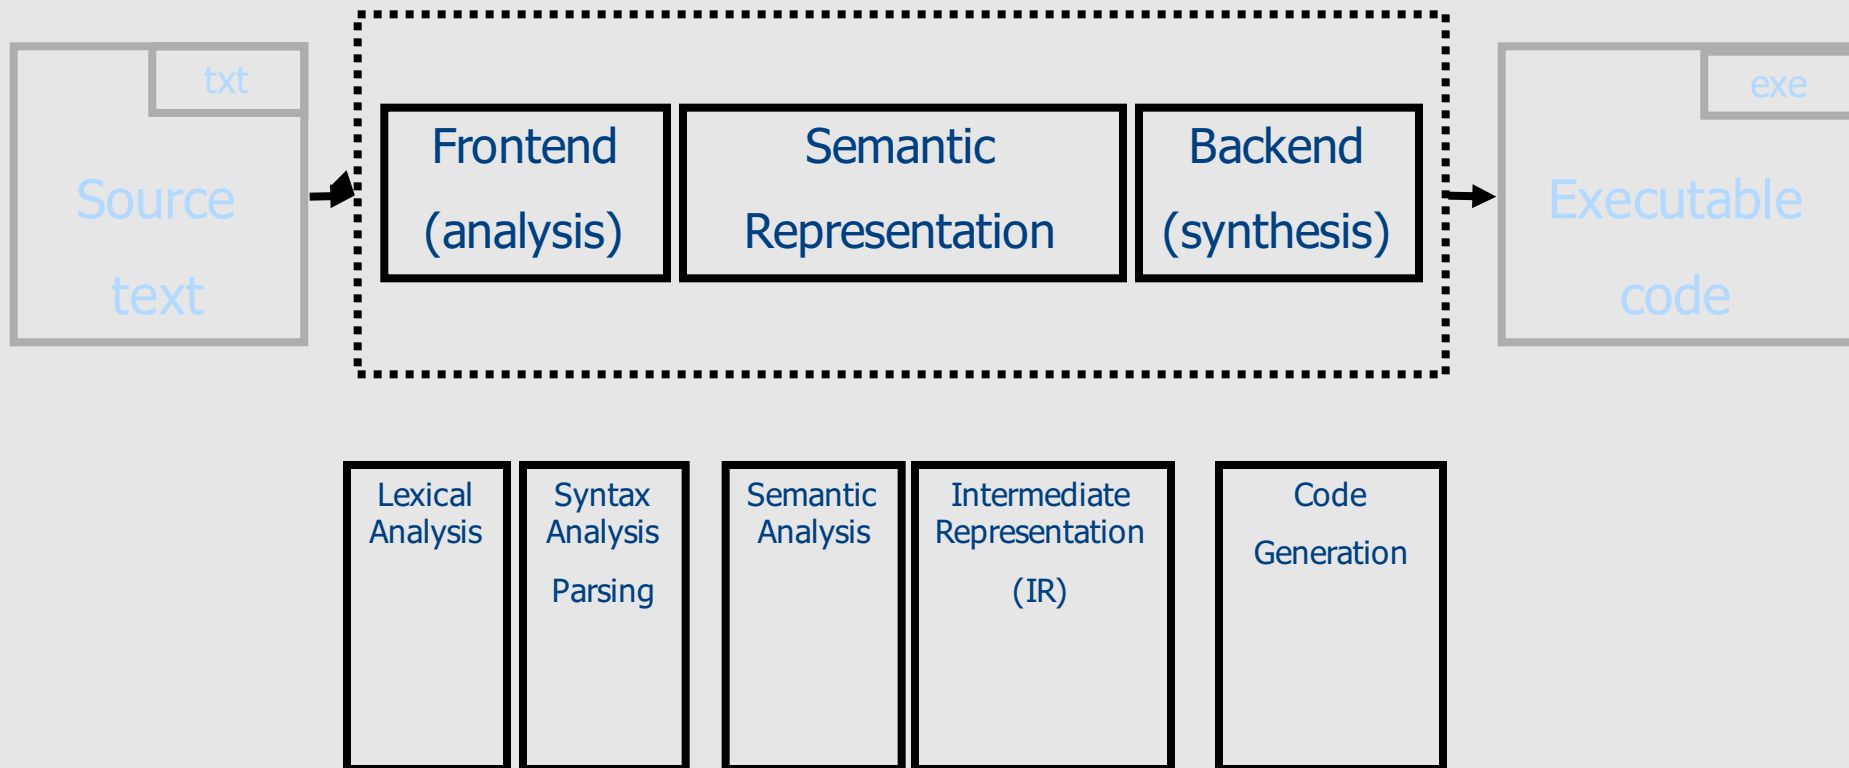 txt
Source
text
Frontend
(analysis)
Semantic
Representation
Backend
(synthesis)
exe
Executable
code
Lexical
Analysis
Syntax
Analysis
Parsing
Semantic
Analysis
Intermediate
Representation
(IR)
Code
Generation